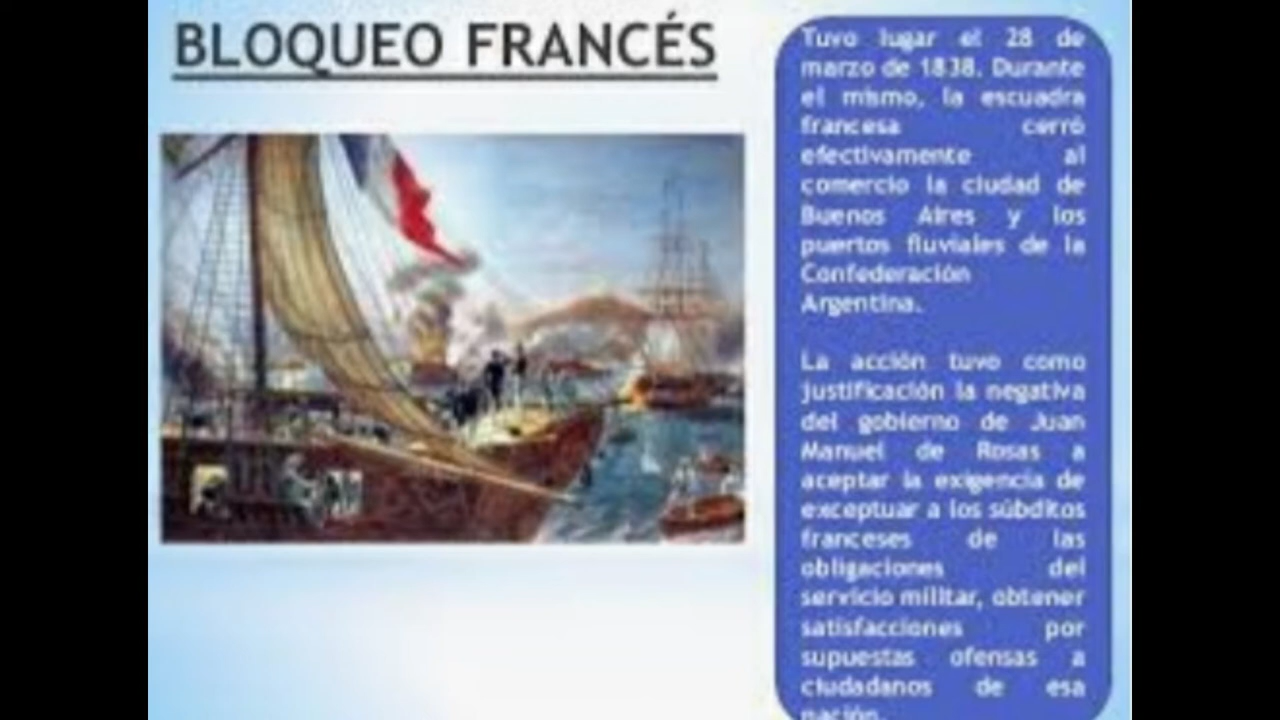 BLOQUEO FRANCÉS
Tuvo lugar el 28 de
marzo de 1838. Durante
el mismo, la escuadra
francesa cerró
efectivamente al
comercio la ciudad de
Buenos Aires y los
puertos fluviales de la
Confederación
Argentina.
La acción tuvo como
justificación la negativa
del gobierno de Juan
Manuel de Rosas a
aceptar la exigencia de
exceptuar a los súbditos
franceses de las
obligaciones del
servicio militar, obtener
satisfacciones por
supuestas ofensas a
ciudadanos de esa
nación.